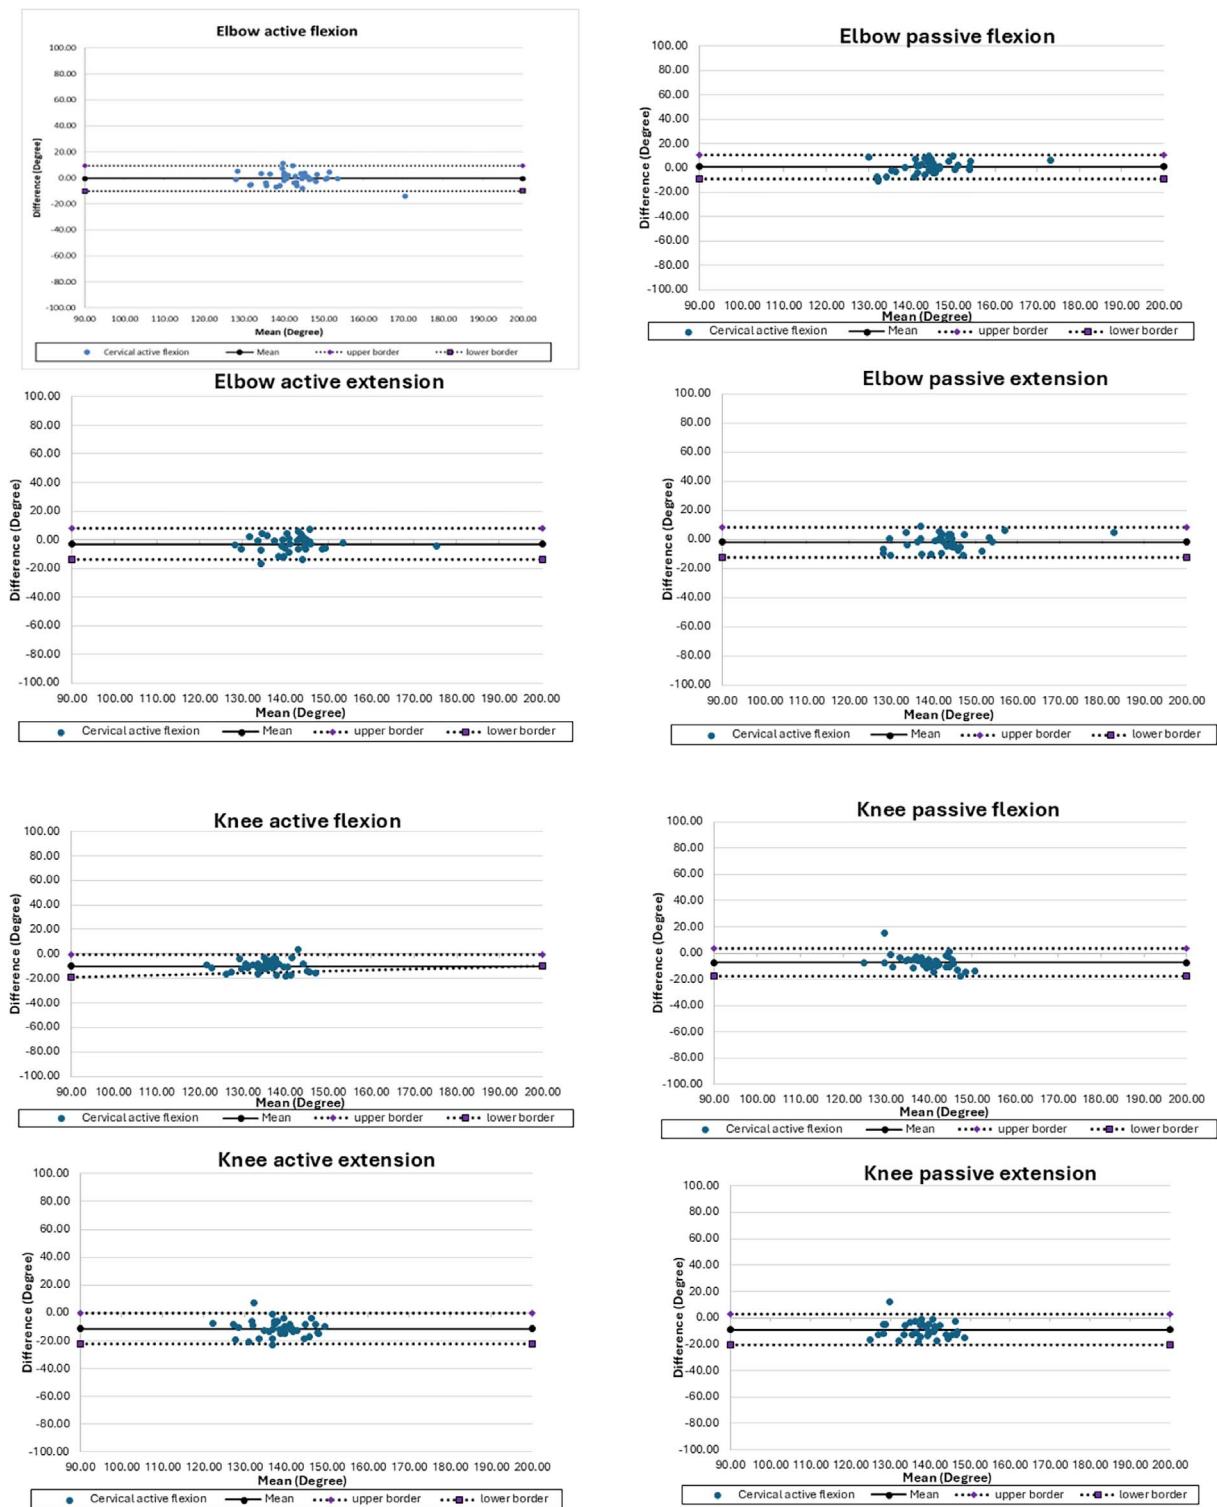 Elbow active flexion
100.00
80.00
60.00
40.00
20.00
0.00
-20.00
-40.00
-60.00
-80.00
-100.00
Difference (Degree)
90.00 100.00 110.00 120.00 130.00 140.00 150.00 160.00 170.00 180.00 190.00 200.00
Mean (Degree)
Cervical active flexion Mean upper border lower border
Elbow passive flexion
100.00
80.00
60.00
40.00
20.00
0.00
-20.00
-40.00
-60.00
-80.00
-100.00
Difference (Degree)
90.00 100.00 110.00 120.00 130.00 140.00 150.00 160.00 170.00 180.00 190.00 200.00
Mean (Degree)
Cervical active flexion Mean upper border lower border
Elbow active extension
100.00
80.00
60.00
40.00
20.00
0.00
-20.00
-40.00
-60.00
-80.00
-100.00
Difference (Degree)
90.00 100.00 110.00 120.00 130.00 140.00 150.00 160.00 170.00 180.00 190.00 200.00
Mean (Degree)
Cervical active flexion Mean upper border lower border
Elbow passive extension
100.00
80.00
60.00
40.00
20.00
0.00
-20.00
-40.00
-60.00
-80.00
-100.00
Difference (Degree)
90.00 100.00 110.00 120.00 130.00 140.00 150.00 160.00 170.00 180.00 190.00 200.00
Mean (Degree)
Cervical active flexion Mean upper border lower border
Knee active flexion
100.00
80.00
60.00
40.00
20.00
0.00
-20.00
-40.00
-60.00
-80.00
-100.00
Difference (Degree)
90.00 100.00 110.00 120.00 130.00 140.00 150.00 160.00 170.00 180.00 190.00 200.00
Mean (Degree)
Cervical active flexion Mean upper border lower border
Knee passive flexion
100.00
80.00
60.00
40.00
20.00
0.00
-20.00
-40.00
-60.00
-80.00
-100.00
Difference (Degree)
90.00 100.00 110.00 120.00 130.00 140.00 150.00 160.00 170.00 180.00 190.00 200.00
Mean (Degree)
Cervical active flexion Mean upper border lower border
Knee active extension
100.00
80.00
60.00
40.00
20.00
0.00
-20.00
-40.00
-60.00
-80.00
-100.00
Difference (Degree)
90.00 100.00 110.00 120.00 130.00 140.00 150.00 160.00 170.00 180.00 190.00 200.00
Mean (Degree)
Cervical active flexion Mean upper border lower border
Knee passive extension
100.00
80.00
60.00
40.00
20.00
0.00
-20.00
-40.00
-60.00
-80.00
-100.00
Difference (Degree)
90.00 100.00 110.00 120.00 130.00 140.00 150.00 160.00 170.00 180.00 190.00 200.00
Mean (Degree)
Cervical active flexion Mean upper border lower border